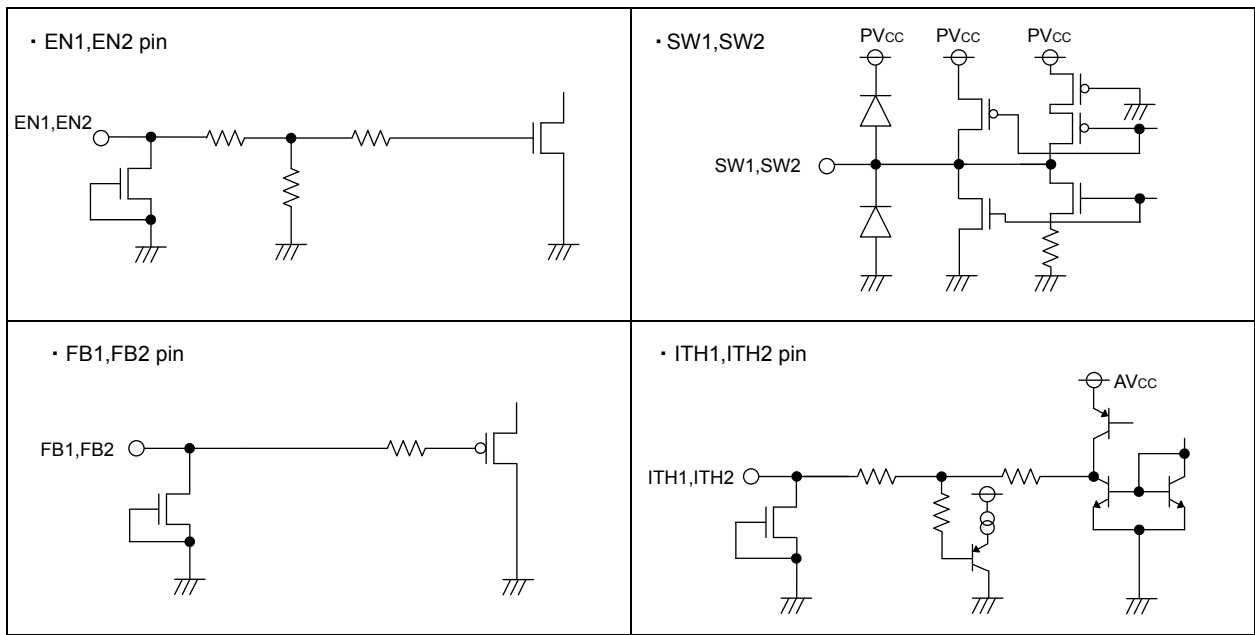 ・EN1,EN2 pin
EN1,EN2
・SW1,SW2
PVcc PVcc PVcc
SW1,SW2
・FB1,FB2 pin
FB1,FB2
・ITH1,ITH2 pin
AVcc
ITH1,ITH2